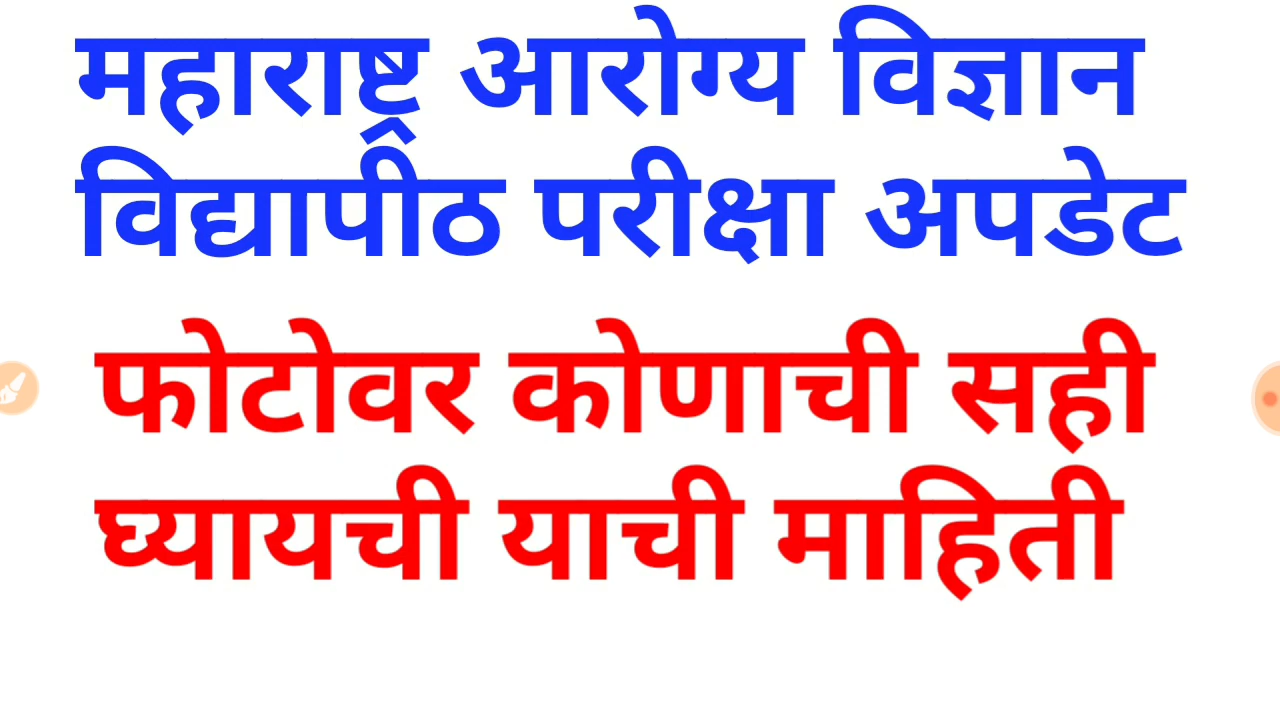 महाराष्ट्र आरोग्य विज्ञान
विद्यापीठ परीक्षा अपडेट
फोटोवर कोणाची सही
घ्यायची याची माहिती